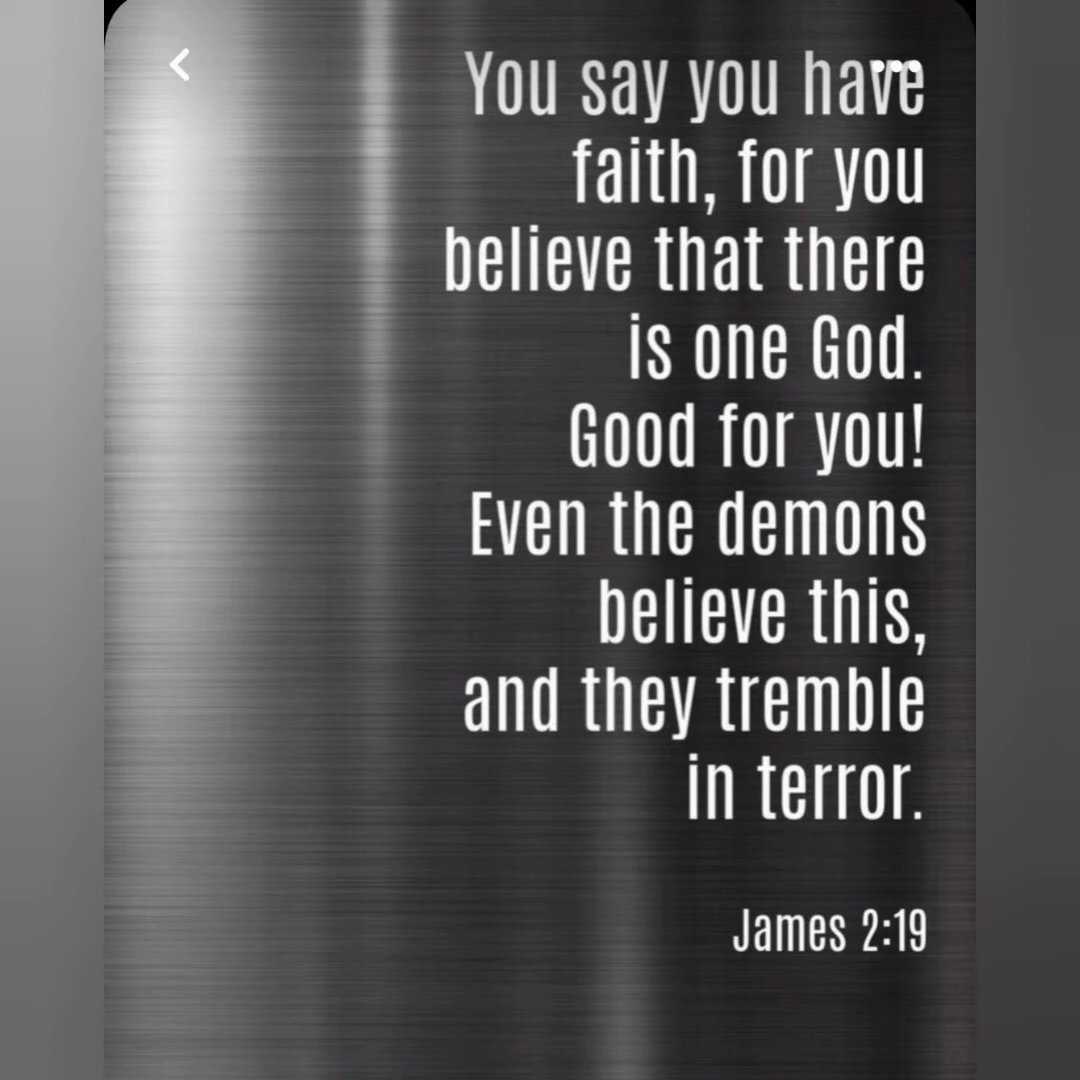 You say you have
faith, for you
believe that there
is one God.
Good for you!
Even the demons
believe this,
and they tremble
in terror.
James 2:19